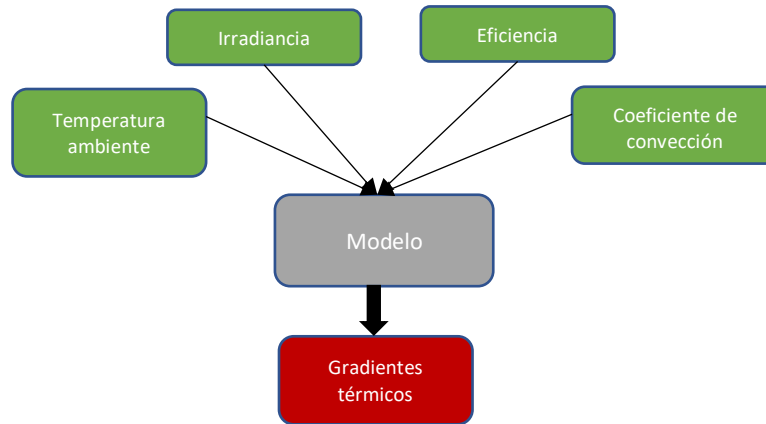 Irradiancia
Eficiencia
Temperatura
ambiente
Coeficiente de
convección
Modelo
Gradientes
térmicos